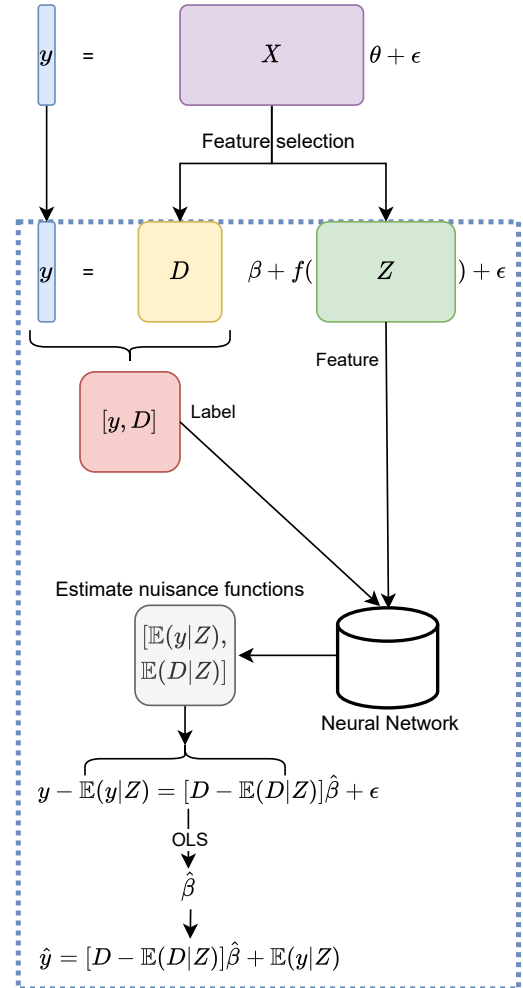 y = X θ + ϵ
Feature selection
y = D β + f( Z ) + ϵ
Feature
[y, D]
Label
Estimate nuisance functions
[𝔼(y|Z),
𝔼(D|Z)]
Neural Network
y − 𝔼(y|Z) = [D − 𝔼(D|Z)]β̂ + ϵ
OLS
β̂
ŷ = [D − 𝔼(D|Z)]β̂ + 𝔼(y|Z)